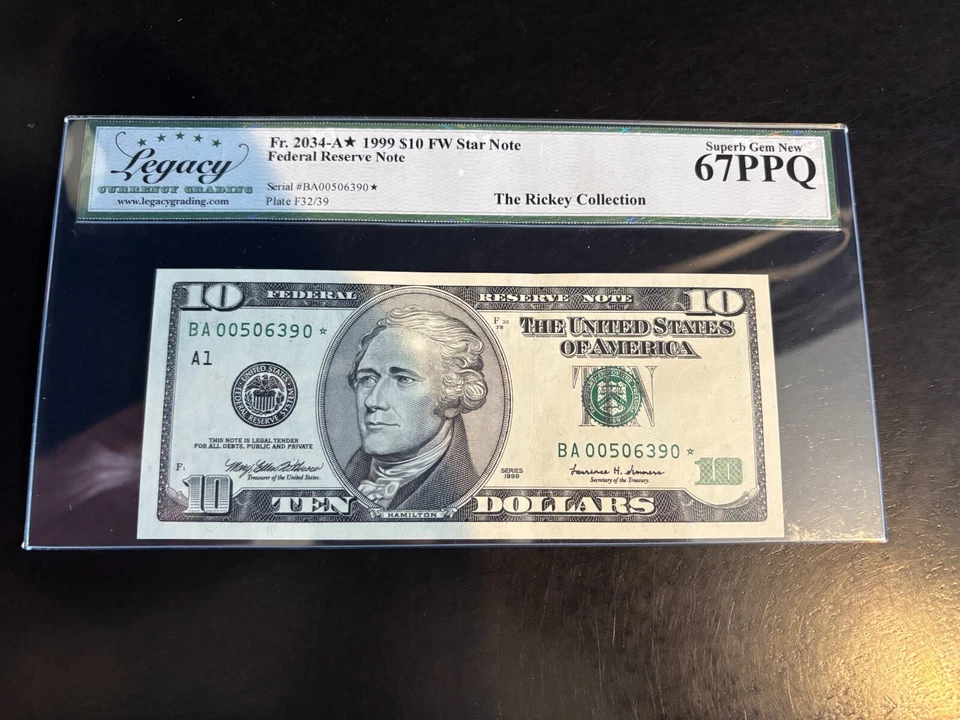 Legacy
CURRENCY GRADING
www.legacygrading.com
Fr. 2034-A★ 1999 $10 FW Star Note
Federal Reserve Note
Serial #BA00506390★
Plate F32/39
The Rickey Collection
Superb Gem New
67PPQ
10 FEDERAL RESERVE NOTE 10
BA 00506390 ★
A1
F 32
FW
THE UNITED STATES
OF AMERICA
TEN
THIS NOTE IS LEGAL TENDER
FOR ALL DEBTS, PUBLIC AND PRIVATE
BA 00506390 ★
Treasurer of the United States.
SERIES
1999
Lawrence H. Summers
Secretary of the Treasury.
10
10 TEN DOLLARS
HAMILTON